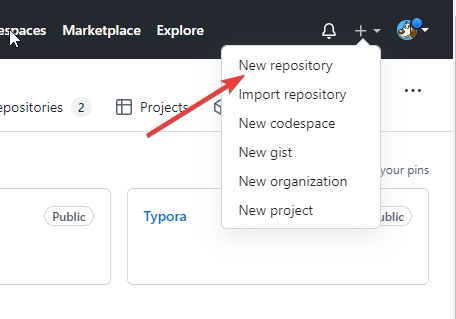 espaces Marketplace Explore
New repository
Import repository
New codespace
New gist
New organization
New project
epositories 2 Projects
your pins
Public
Typora
ublic